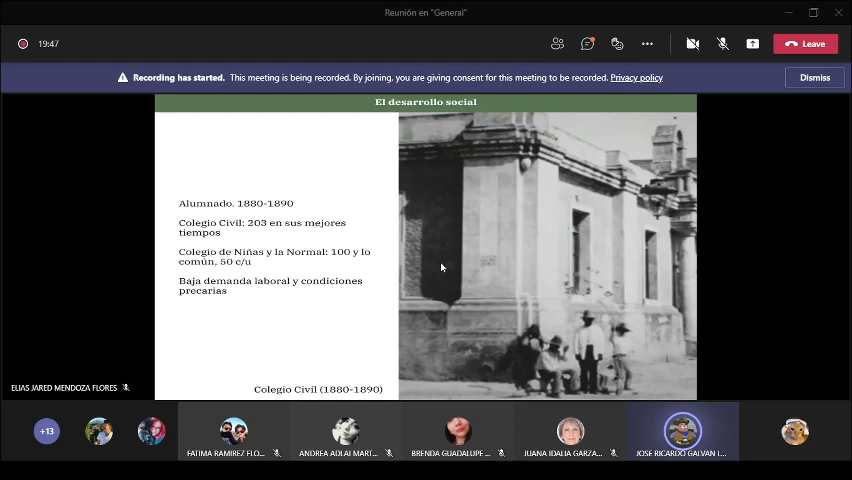 Reunión en "General"
19:47
Leave
Recording has started. This meeting is being recorded. By joining, you are giving consent for this meeting to be recorded. Privacy policy
Dismiss
El desarrollo social
Alumnado. 1880-1890
Colegio Civil: 203 en sus mejores
tiempos
Colegio de Niñas y la Normal: 100 y lo
común, 50 c/u
Baja demanda laboral y condiciones
precarias
Colegio Civil (1880-1890)
ELIAS JARED MENDOZA FLORES
+13
FATIMA RAMIREZ FLO...
ANDREA ADLAI MART...
BRENDA GUADALUPE ...
JUANA IDALIA GARZA...
JOSE RICARDO GALVAN I...